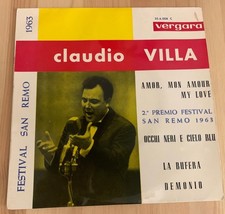 vergara
claudio VILLA
AMOR, MON AMOUR
MY LOVE
2.º PREMIO FESTIVAL
SAN REMO 1963
OCCHI NERI E CIELO BLU
LA BUFERA
DEMONIO
FESTIVAL SAN REMO 1963